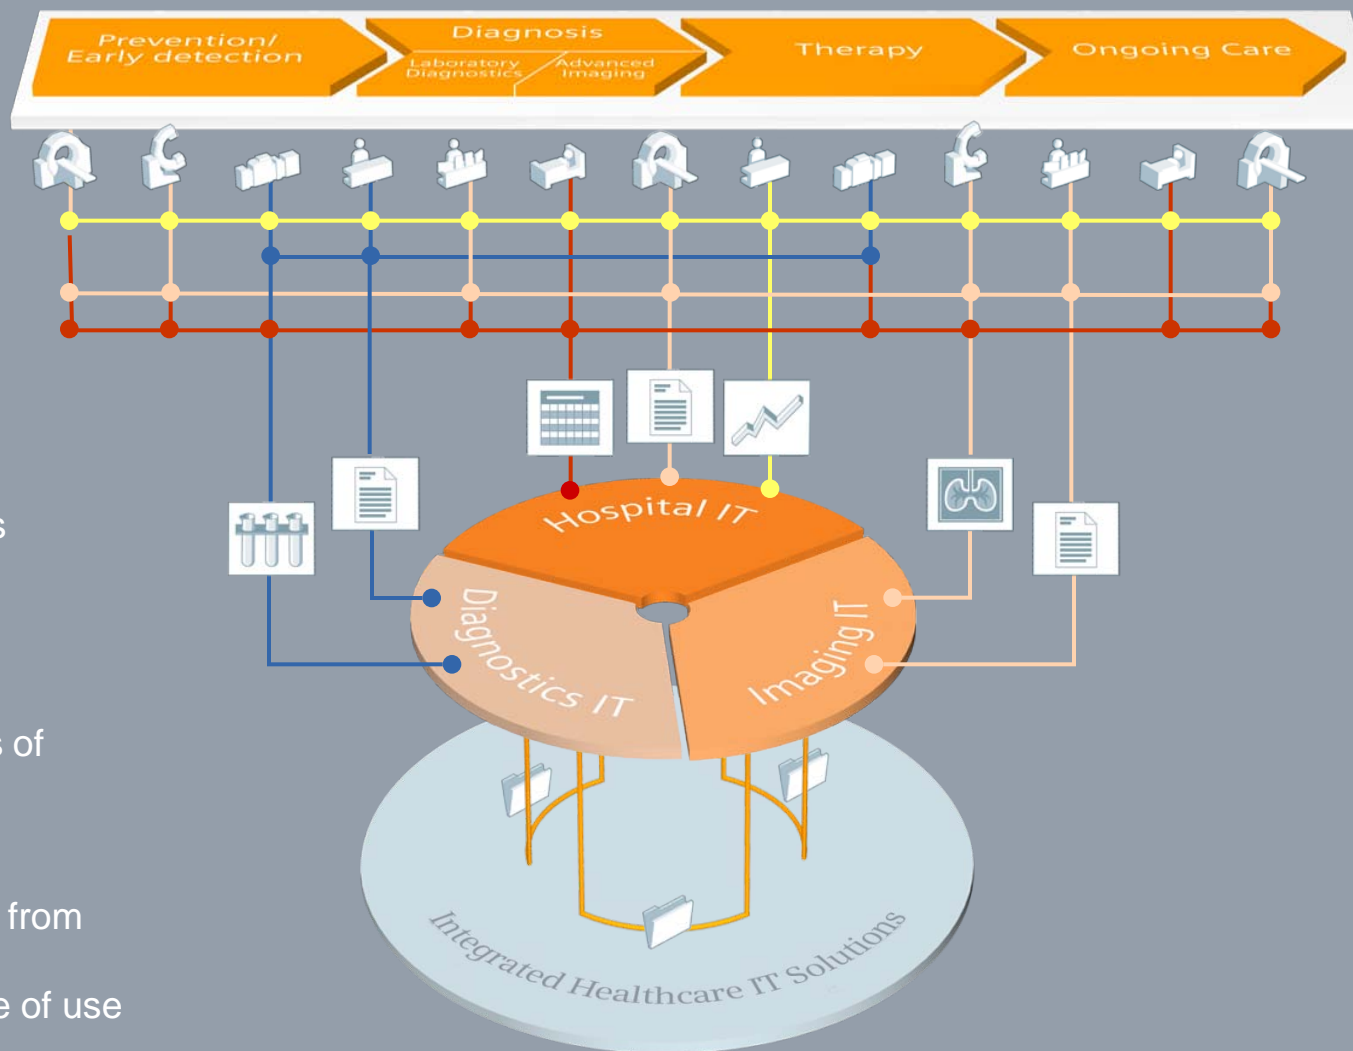 Prevention/
Early detection
Diagnosis
Laboratory
Diagnostics
Advanced
Imaging
Therapy
Ongoing Care
Hospital IT
Diagnostics IT
Imaging IT
s of
from
e of use
Integrated Healthcare IT Solutions